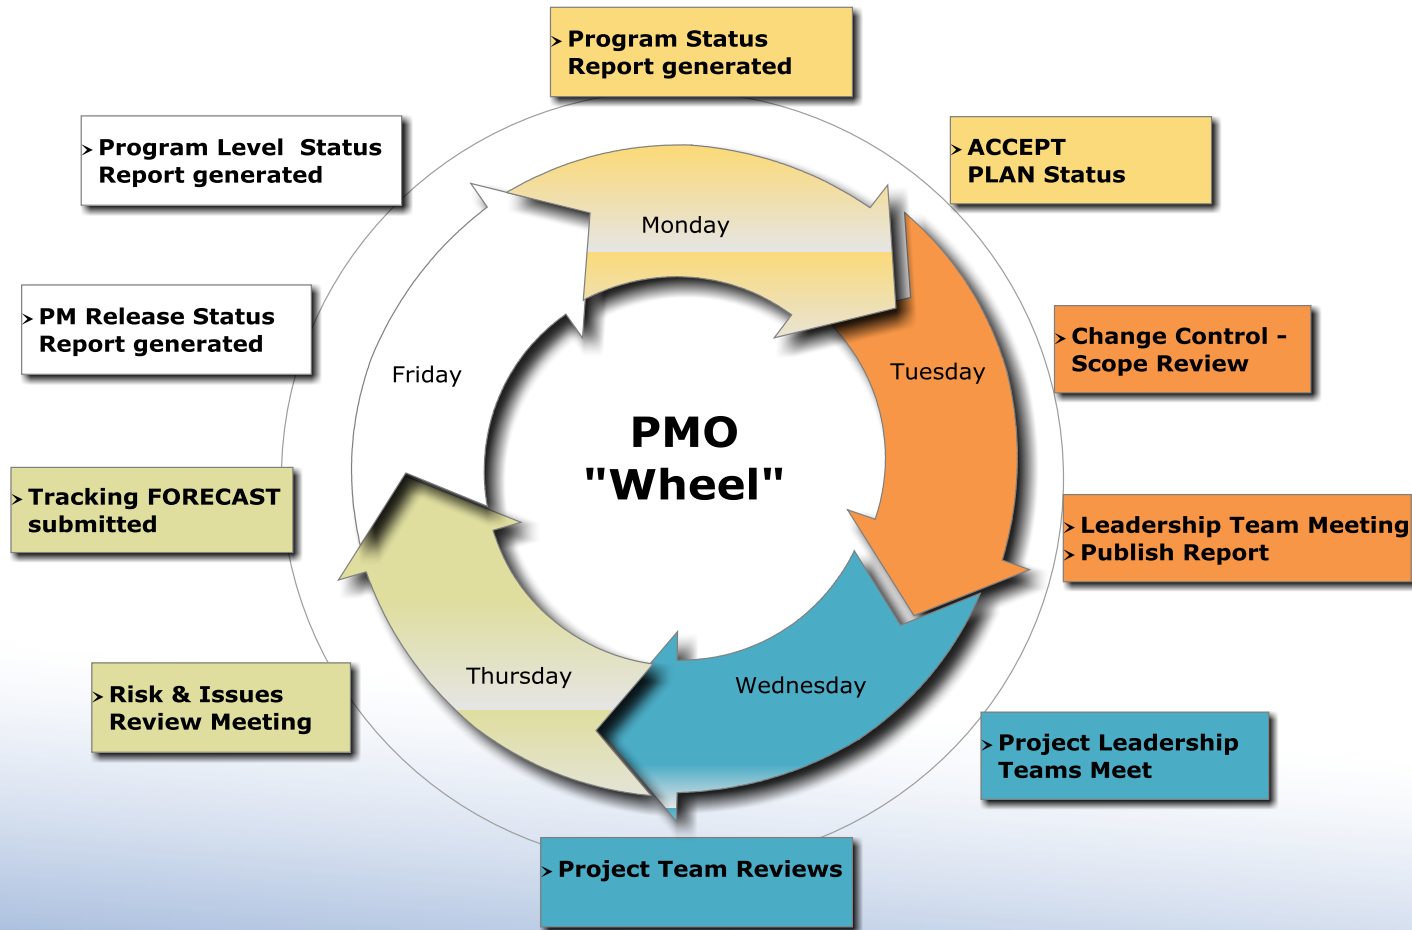 Program Status
Report generated
Program Level  Status
Report generated
ACCEPT
PLAN Status
Monday
PM Release Status
Report generated
Change Control -
Scope Review
Friday
Tuesday
PMO
"Wheel"
Tracking FORECAST
submitted
Leadership Team Meeting
Publish Report
Thursday
Wednesday
Risk & Issues
Review Meeting
Project Leadership
Teams Meet
Project Team Reviews